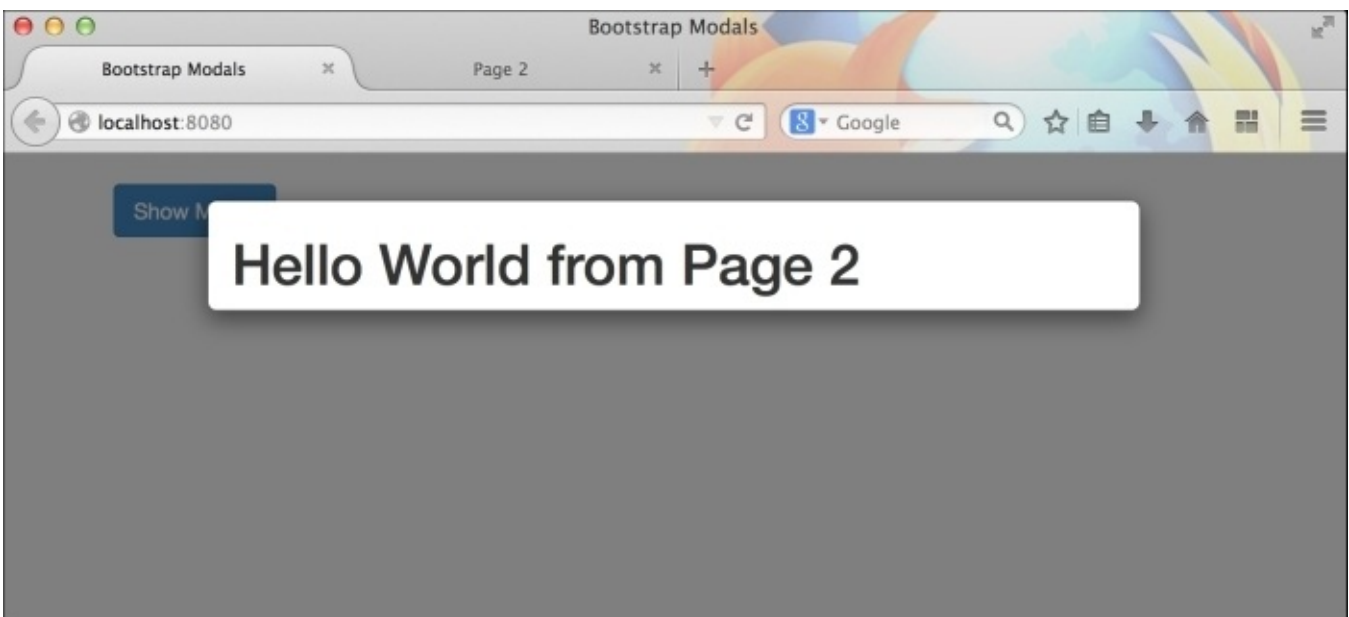 Bootstrap Modals
Bootstrap Modals
Page 2
localhost:8080
Google
Show M
Hello World from Page 2